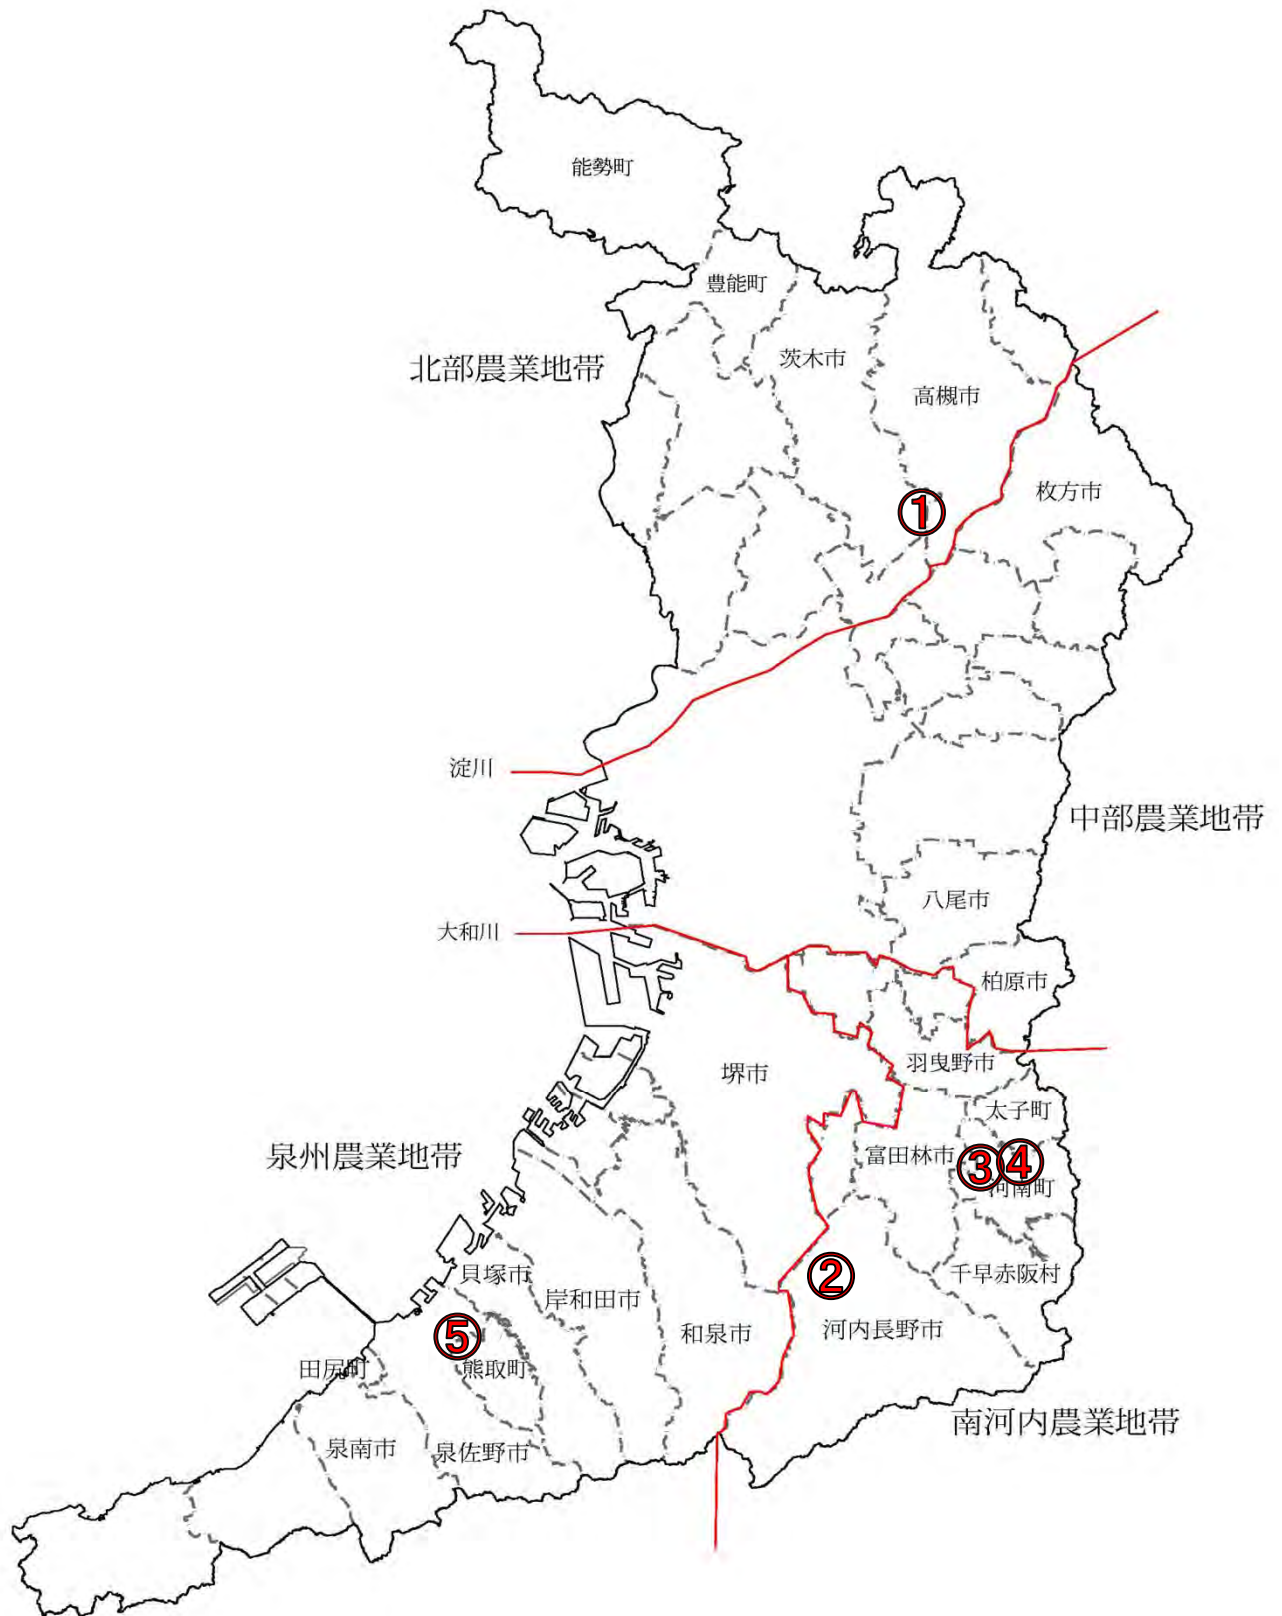 能勢町
豊能町
北部農業地帯
茨木市
高槻市
枚方市
①
淀川
中部農業地帯
八尾市
大和川
柏原市
羽曳野市
堺市
太子町
泉州農業地帯
富田林市
③
④
河南町
貝塚市
②
千早赤阪村
岸和田市
⑤
和泉市
河内長野市
田尻町
熊取町
南河内農業地帯
泉南市
泉佐野市